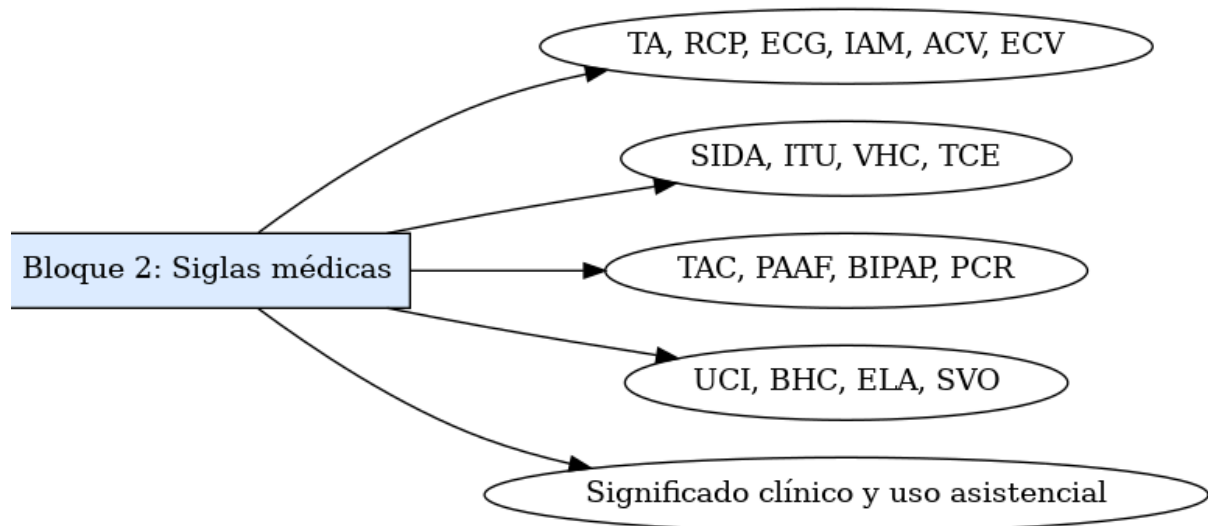 TA, RCP, ECG, IAM, ACV, ECV
SIDA, ITU, VHC, TCE
Bloque 2: Siglas médicas
TAC, PAAF, BIPAP, PCR
UCI, BHC, ELA, SVO
Significado clínico y uso asistencial